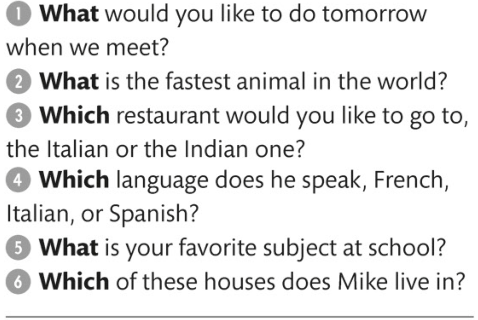 1 What would you like to do tomorrow
when we meet?
2 What is the fastest animal in the world?
3 Which restaurant would you like to go to,
the Italian or the Indian one?
4 Which language does he speak, French,
Italian, or Spanish?
5 What is your favorite subject at school?
6 Which of these houses does Mike live in?